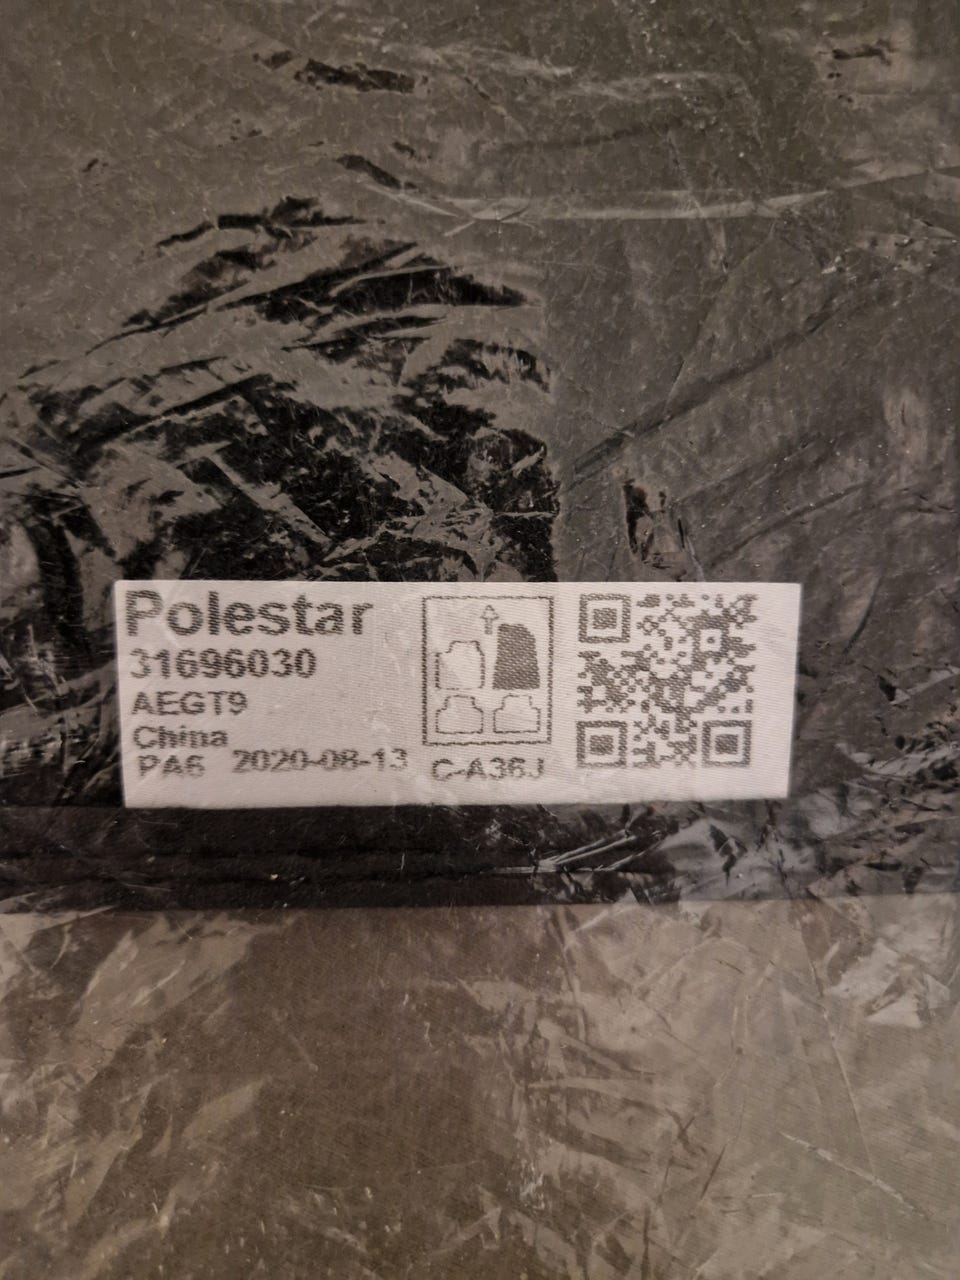 Polestar
31696030
AEGT9
China
PA6 2020-08-13
C-A36J